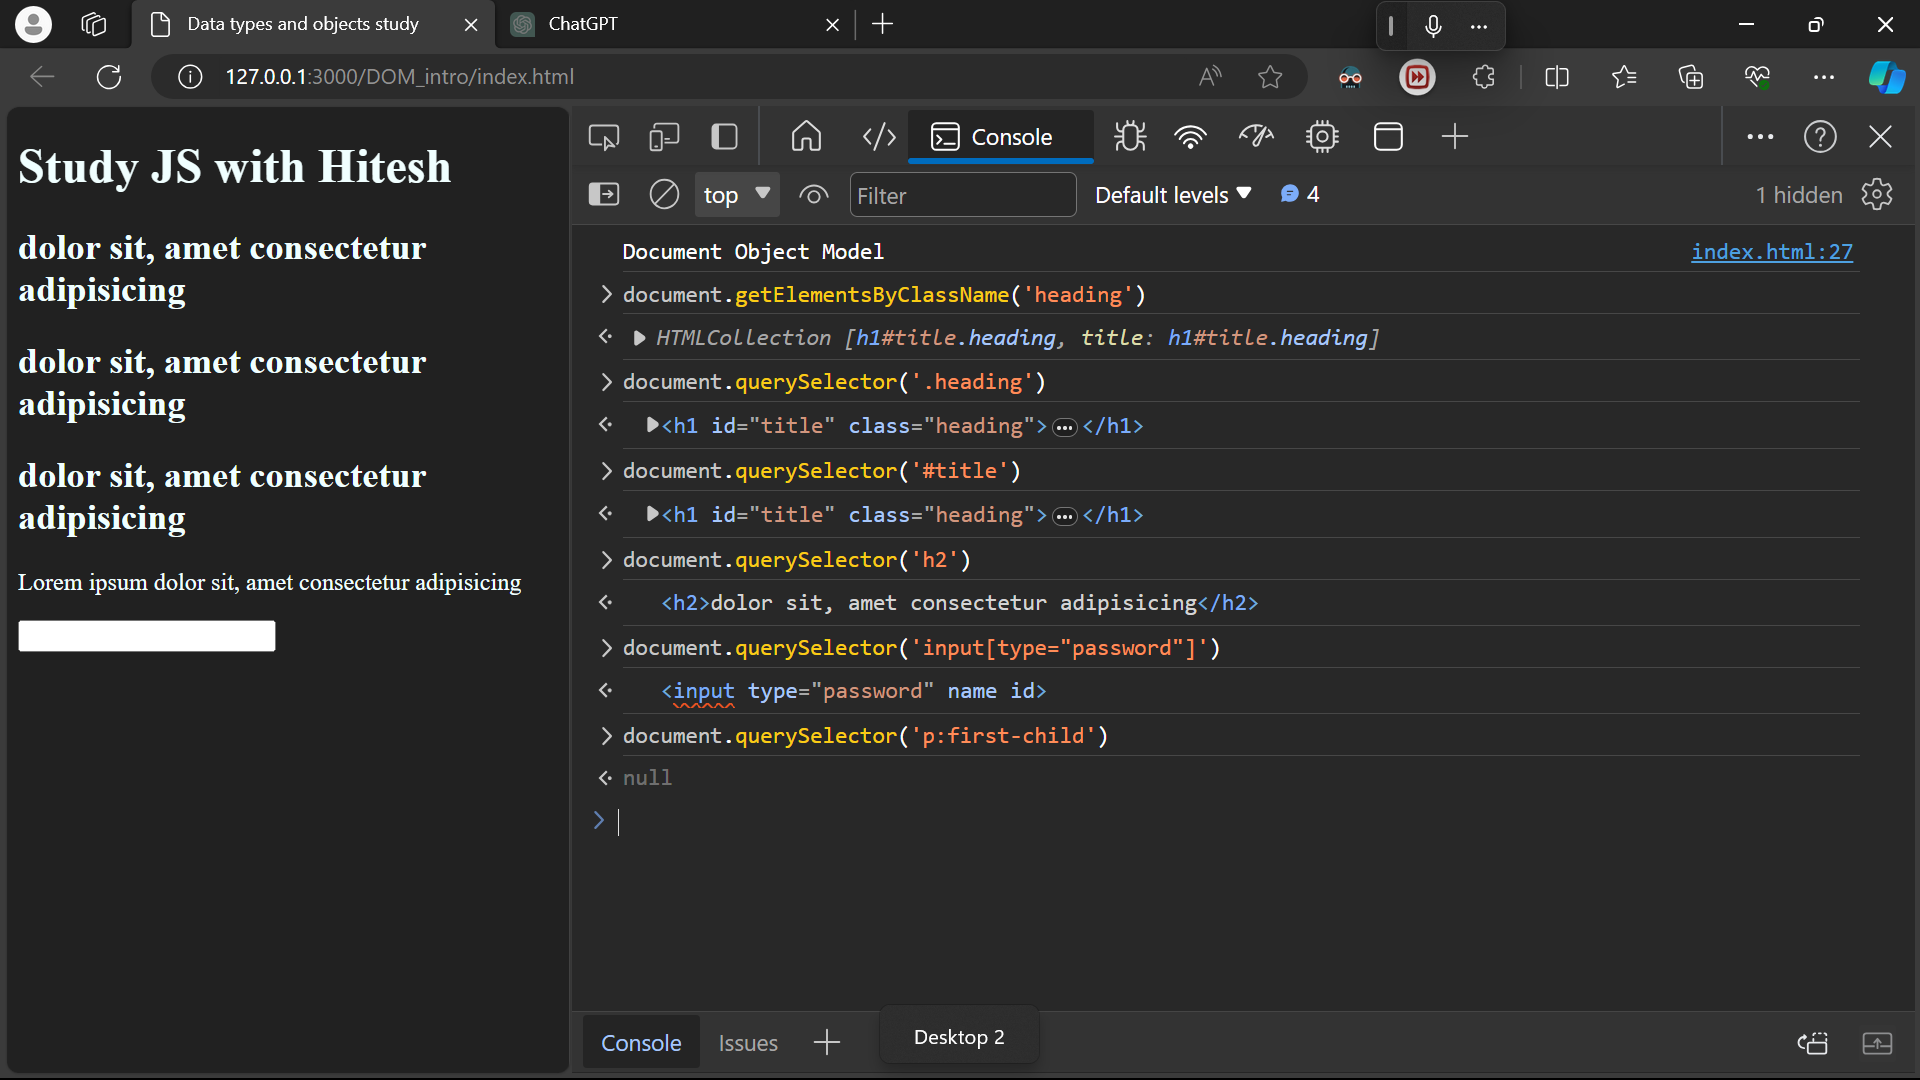 Data types and objects study
ChatGPT
127.0.0.1:3000/DOM_intro/index.html
Study JS with Hitesh
dolor sit, amet consectetur
adipisicing
dolor sit, amet consectetur
adipisicing
dolor sit, amet consectetur
adipisicing
Lorem ipsum dolor sit, amet consectetur adipisicing
Console
top
Filter
Default levels
4
1 hidden
Document Object Model
index.html:27
document.getElementsByClassName('heading')
HTMLCollection [h1#title.heading, title: h1#title.heading]
document.querySelector('.heading')
<h1 id="title" class="heading">…</h1>
document.querySelector('#title')
<h1 id="title" class="heading">…</h1>
document.querySelector('h2')
<h2>dolor sit, amet consectetur adipisicing</h2>
document.querySelector('input[type="password"]')
<input type="password" name id>
document.querySelector('p:first-child')
null
Console
Issues
Desktop 2